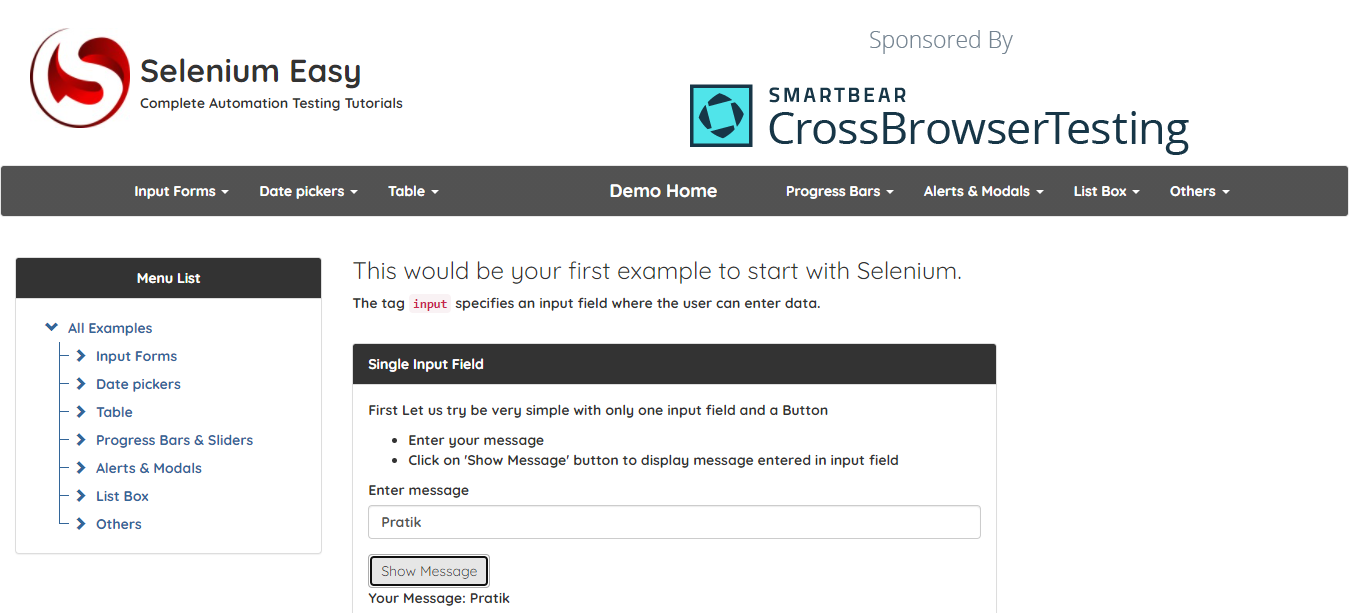 Selenium Easy
Complete Automation Testing Tutorials
Sponsored By
SMARTBEAR
CrossBrowserTesting
Input Forms Date pickers Table Demo Home Progress Bars Alerts & Modals List Box Others
Menu List
All Examples
Input Forms
Date pickers
Table
Progress Bars & Sliders
Alerts & Modals
List Box
Others
This would be your first example to start with Selenium.
The tag input specifies an input field where the user can enter data.
Single Input Field
First Let us try be very simple with only one input field and a Button
Enter your message
Click on 'Show Message' button to display message entered in input field
Enter message
Pratik
Show Message
Your Message: Pratik